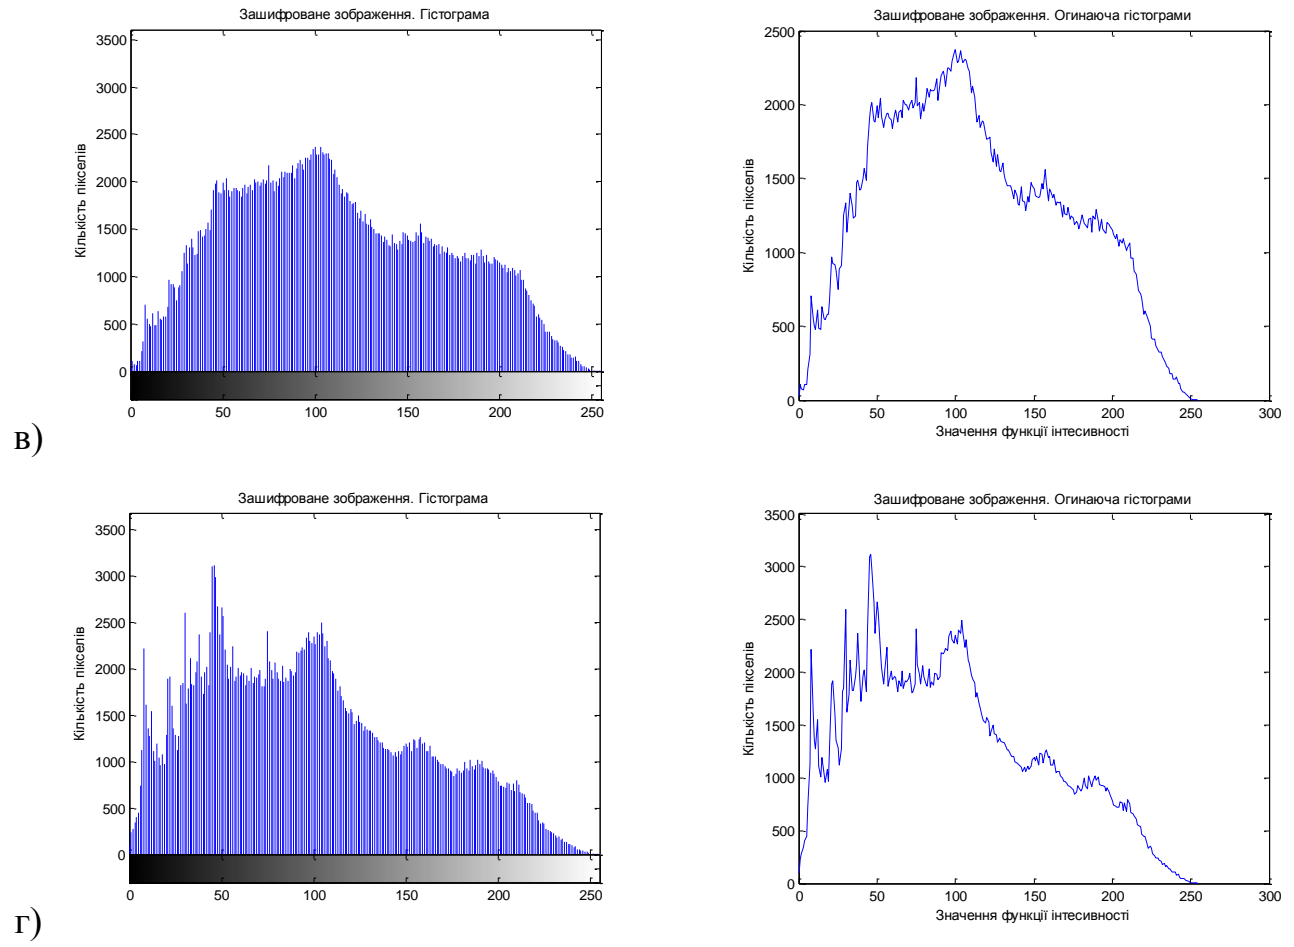 Зашифроване зображення. Гістограма
3500
3000
2500
2000
1500
1000
500
0
Кількість пікселів
0 50 100 150 200 250
Зашифроване зображення. Огинаюча гістограми
2500
2000
1500
1000
500
0
Кількість пікселів
0 50 100 150 200 250 300
Значення функції інтесивності
в)
Зашифроване зображення. Гістограма
3500
3000
2500
2000
1500
1000
500
0
Кількість пікселів
0 50 100 150 200 250
Зашифроване зображення. Огинаюча гістограми
3500
3000
2500
2000
1500
1000
500
0
Кількість пікселів
0 50 100 150 200 250 300
Значення функції інтесивності
г)